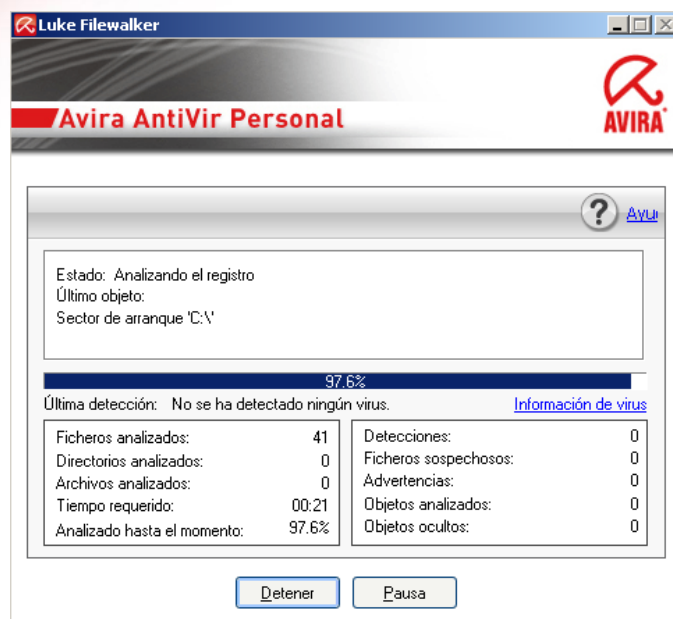 Luke Filewalker
Avira AntiVir Personal
AVIRA
?
Ayu
Estado: Analizando el registro
Último objeto:
Sector de arranque 'C:\'
97.6%
Última detección: No se ha detectado ningún virus. Información de virus
Ficheros analizados: 41
Directorios analizados: 0
Archivos analizados: 0
Tiempo requerido: 00:21
Analizado hasta el momento: 97.6%
Detecciones: 0
Ficheros sospechosos: 0
Advertencias: 0
Objetos analizados: 0
Objetos ocultos: 0
Detener Pausa